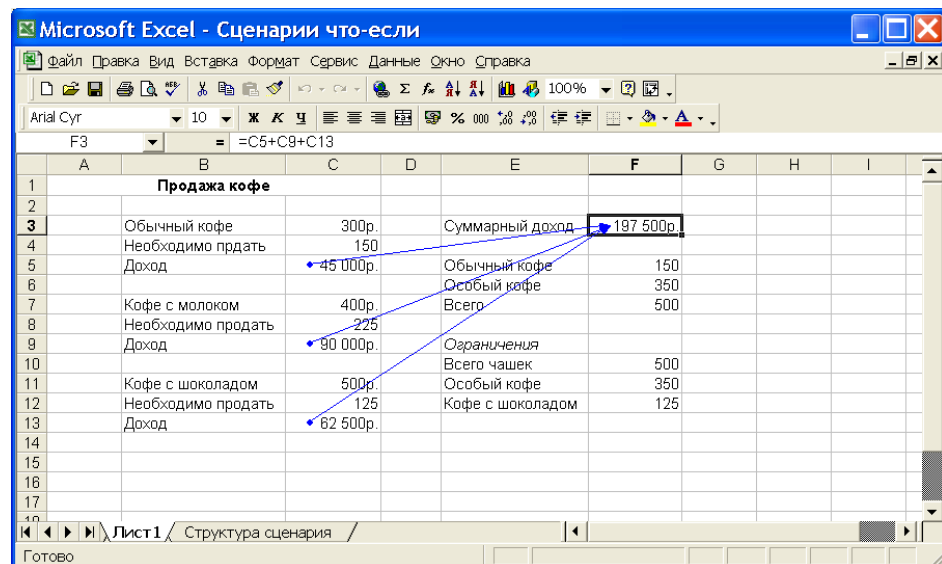 Microsoft Excel - Сценарии что-если
Файл Правка Вид Вставка Формат Сервис Данные Окно Справка
100%
Arial Cyr 10 Ж К Ч % 000
F3 = =C5+C9+C13
A B C D E F G H I
1 Продажа кофе
2
3 Обычный кофе 300р. Суммарный доход 197 500р.
4 Необходимо прдать 150
5 Доход 45 000р. Обычный кофе 150
6 Особый кофе 350
7 Кофе с молоком 400р. Всего 500
8 Необходимо продать 225
9 Доход 90 000р. Ограничения
10 Всего чашек 500
11 Кофе с шоколадом 500р. Особый кофе 350
12 Необходимо продать 125 Кофе с шоколадом 125
13 Доход 62 500р.
14
15
16
17
Лист1 Структура сценария
Готово